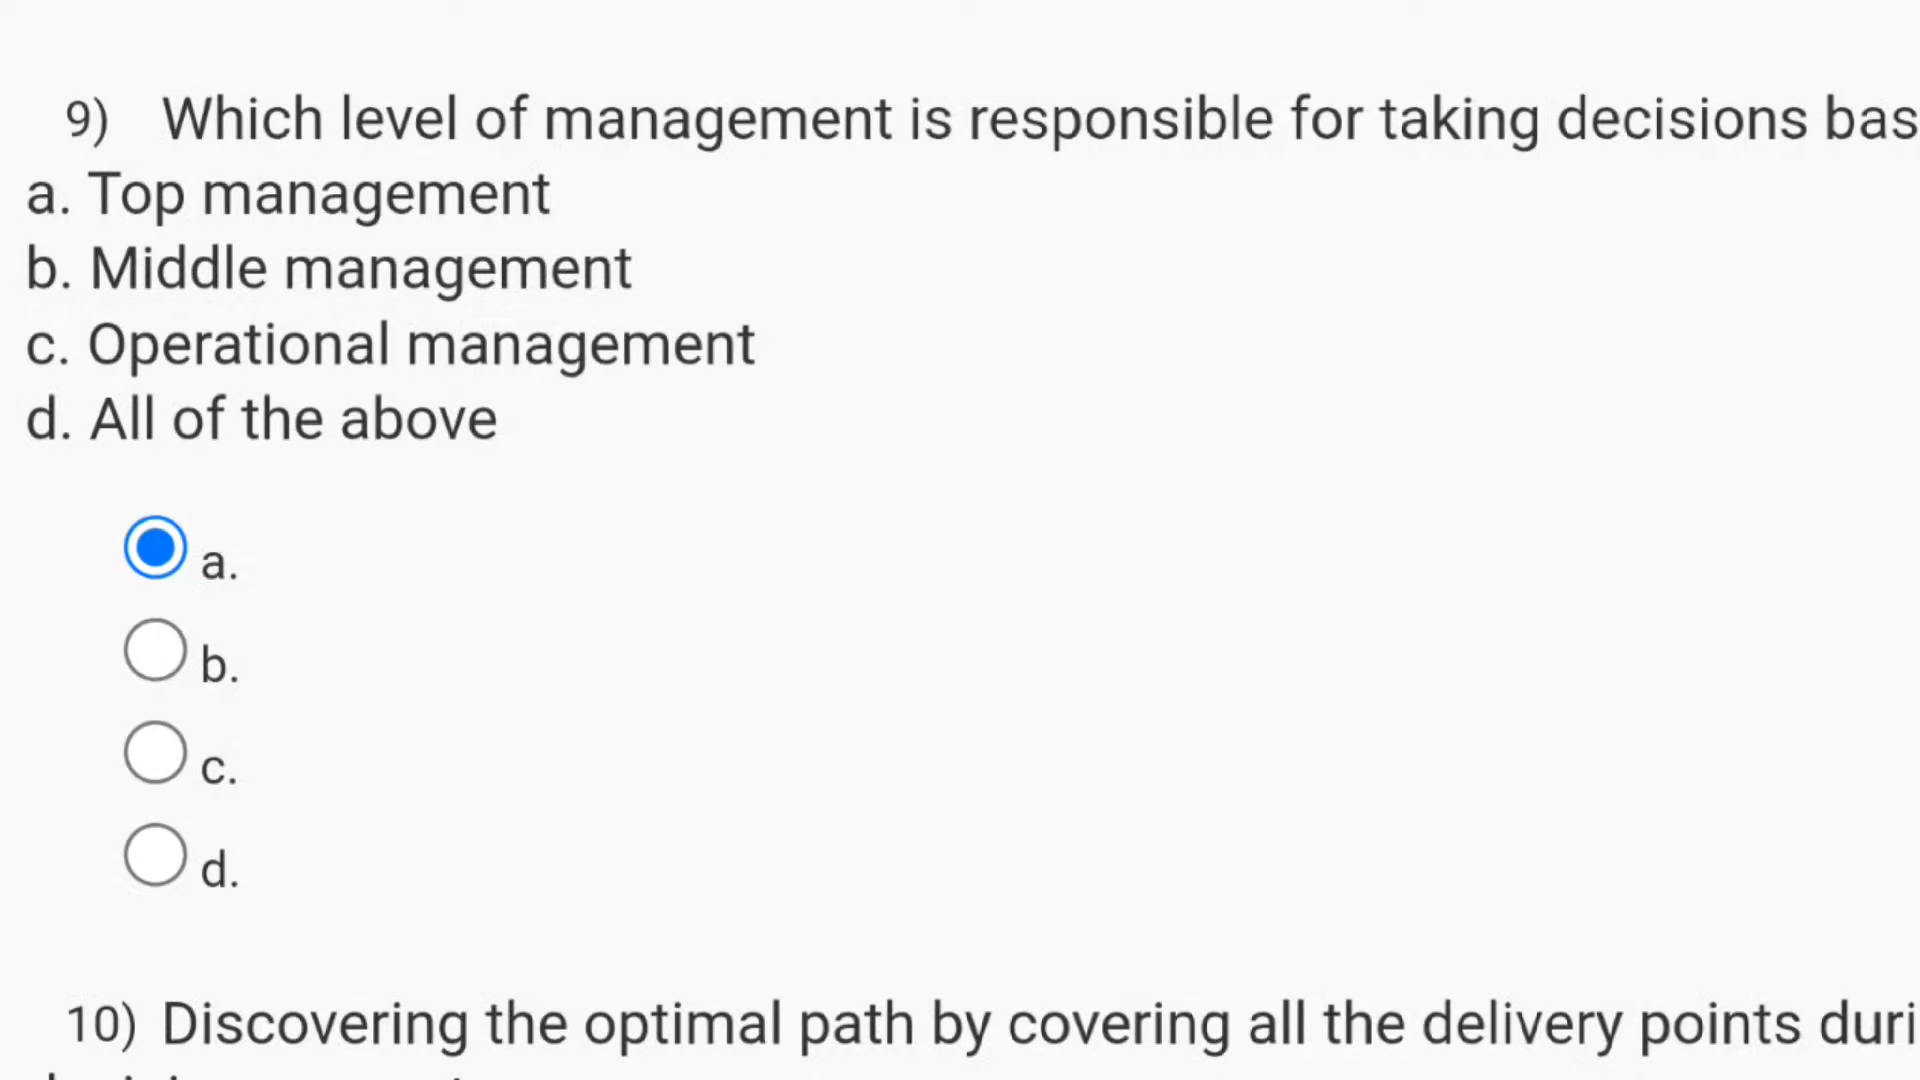 9) Which level of management is responsible for taking decisions bas
a. Top management
b. Middle management
c. Operational management
d. All of the above
a.
b.
c.
d.
10) Discovering the optimal path by covering all the delivery points duri